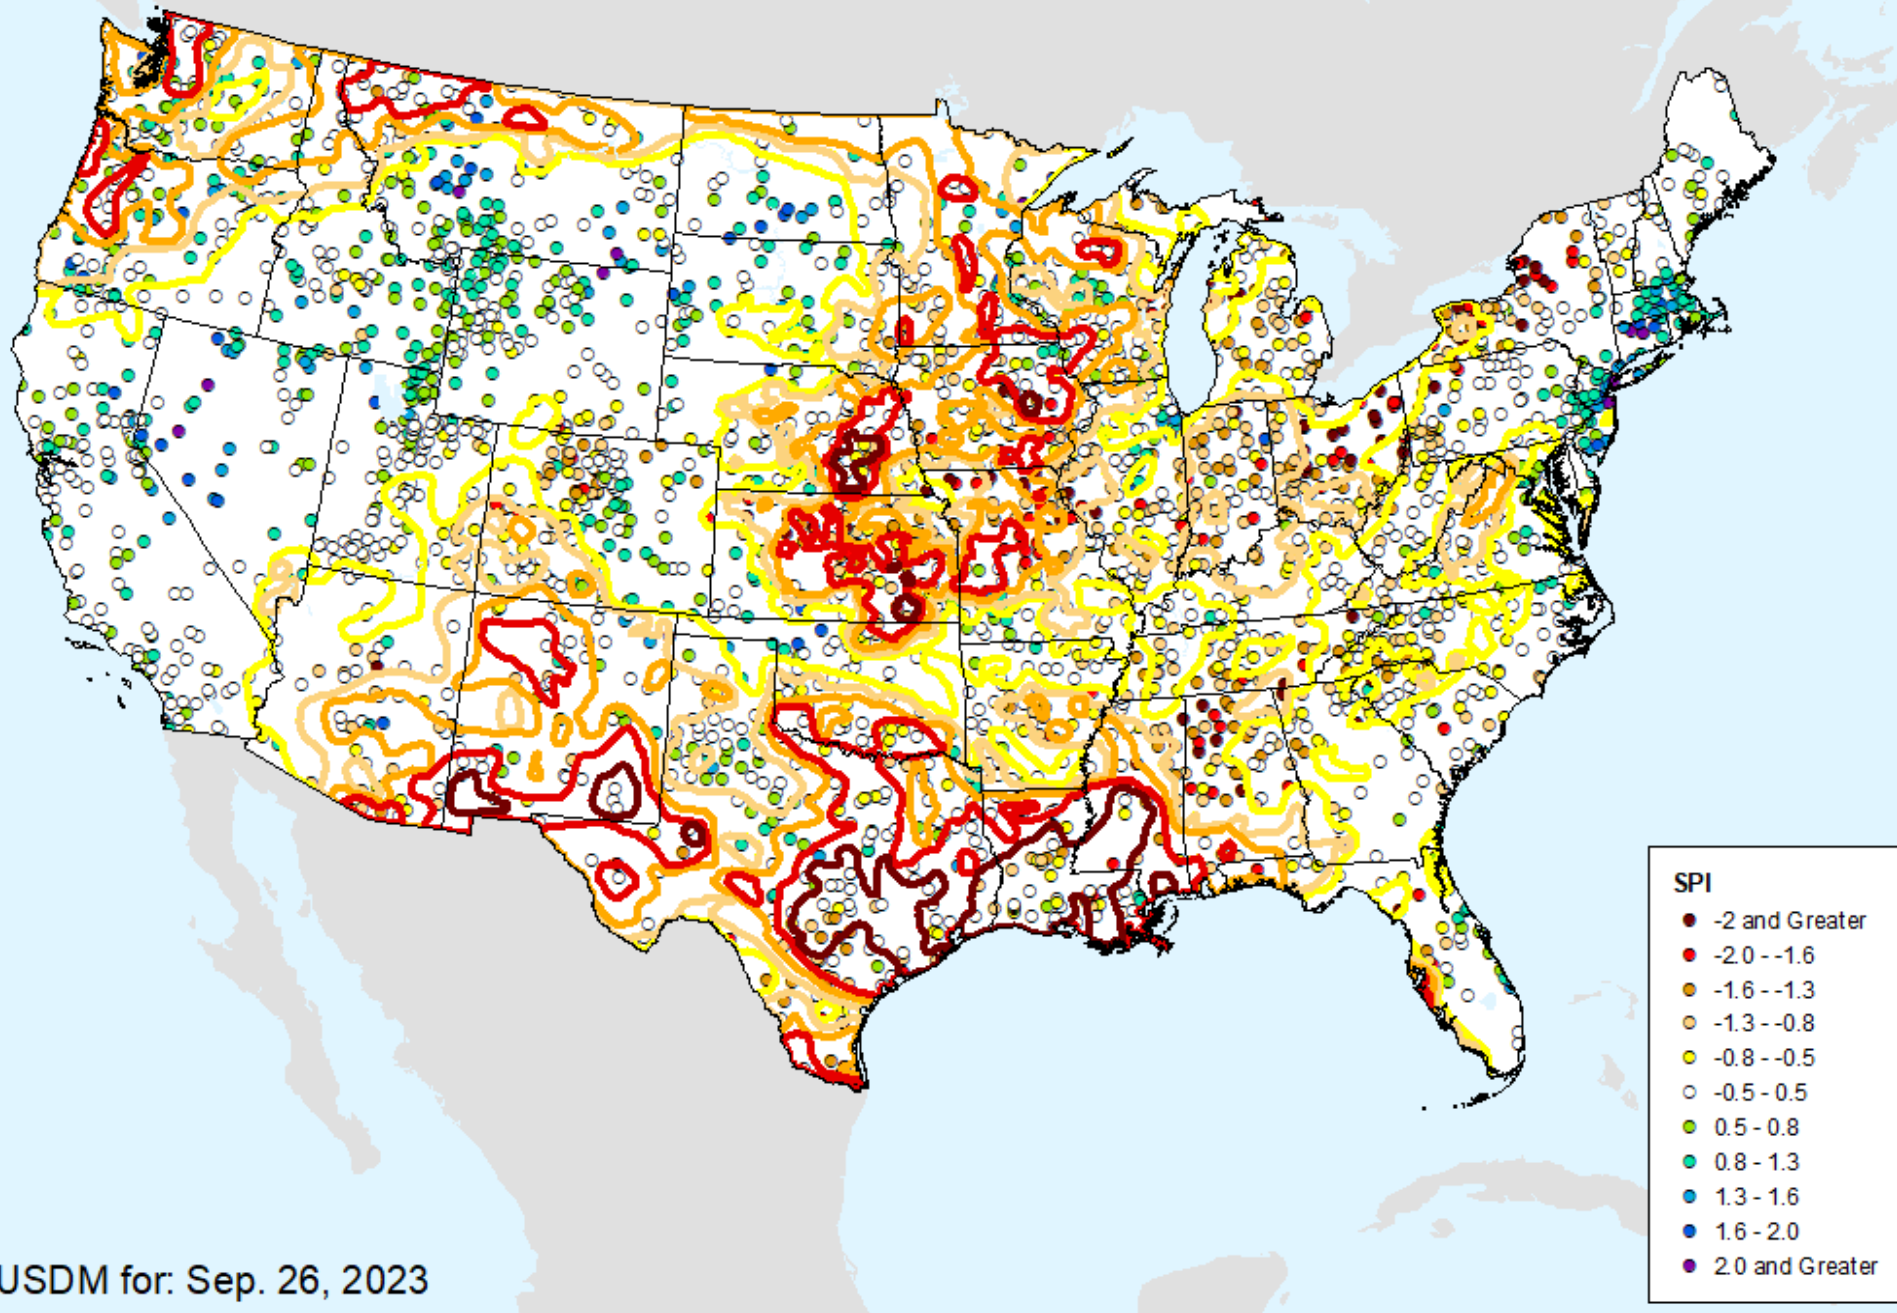 SPI
-2 and Greater
-2.0 - -1.6
-1.6 - -1.3
-1.3 - -0.8
-0.8 - -0.5
-0.5 - 0.5
0.5 - 0.8
0.8 - 1.3
1.3 - 1.6
1.6 - 2.0
2.0 and Greater
USDM for: Sep. 26, 2023